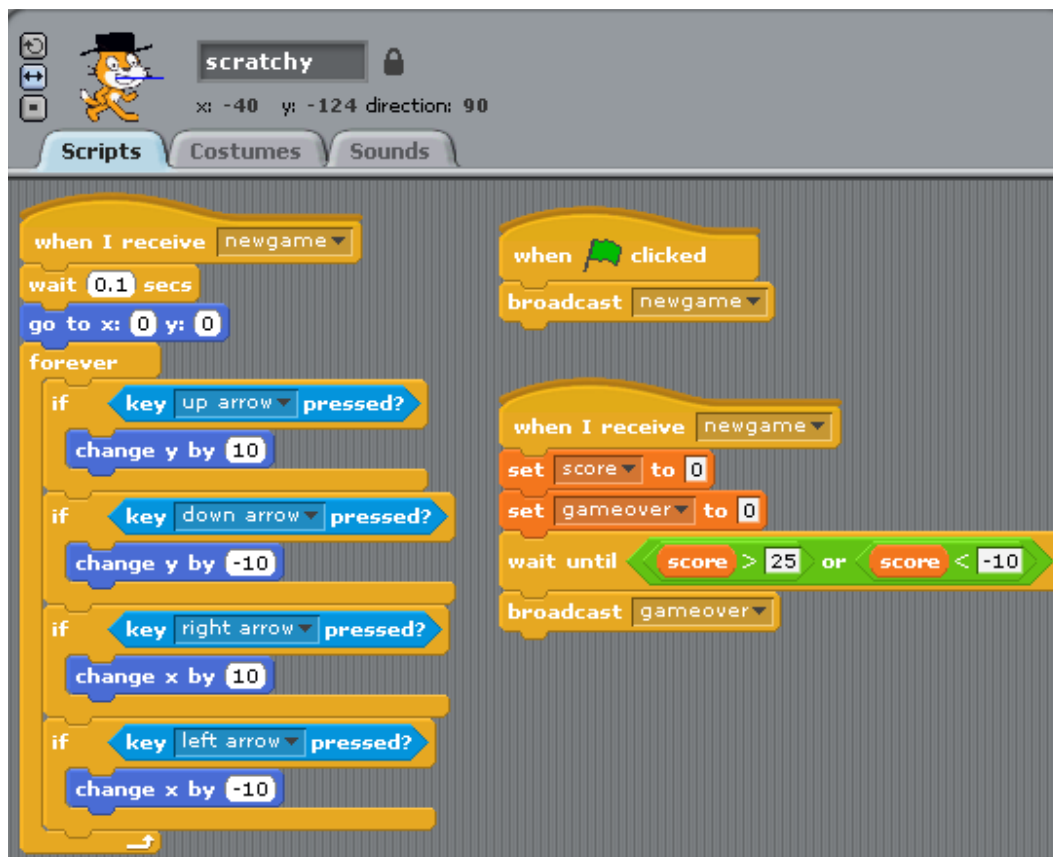 scratchy
x: -40 y: -124 direction: 90
Scripts Costumes Sounds
when I receive newgame
wait 0.1 secs
go to x: 0 y: 0
forever
if key up arrow pressed?
change y by 10
if key down arrow pressed?
change y by -10
if key right arrow pressed?
change x by 10
if key left arrow pressed?
change x by -10
when clicked
broadcast newgame
when I receive newgame
set score to 0
set gameover to 0
wait until score > 25 or score < -10
broadcast gameover